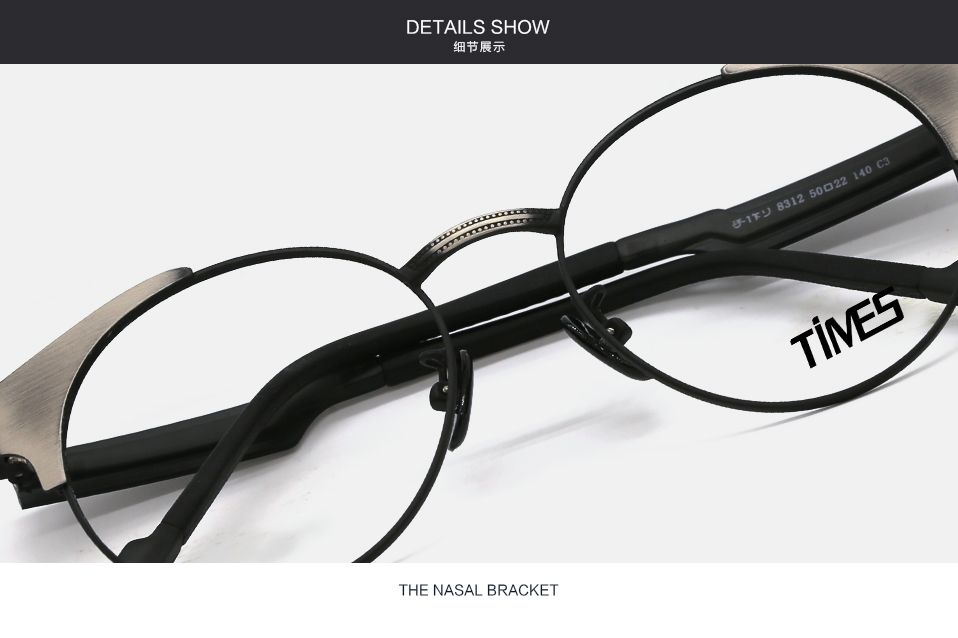 DETAILS SHOW
细节展示
8312 50□22 140 C3
TiMES
THE NASAL BRACKET